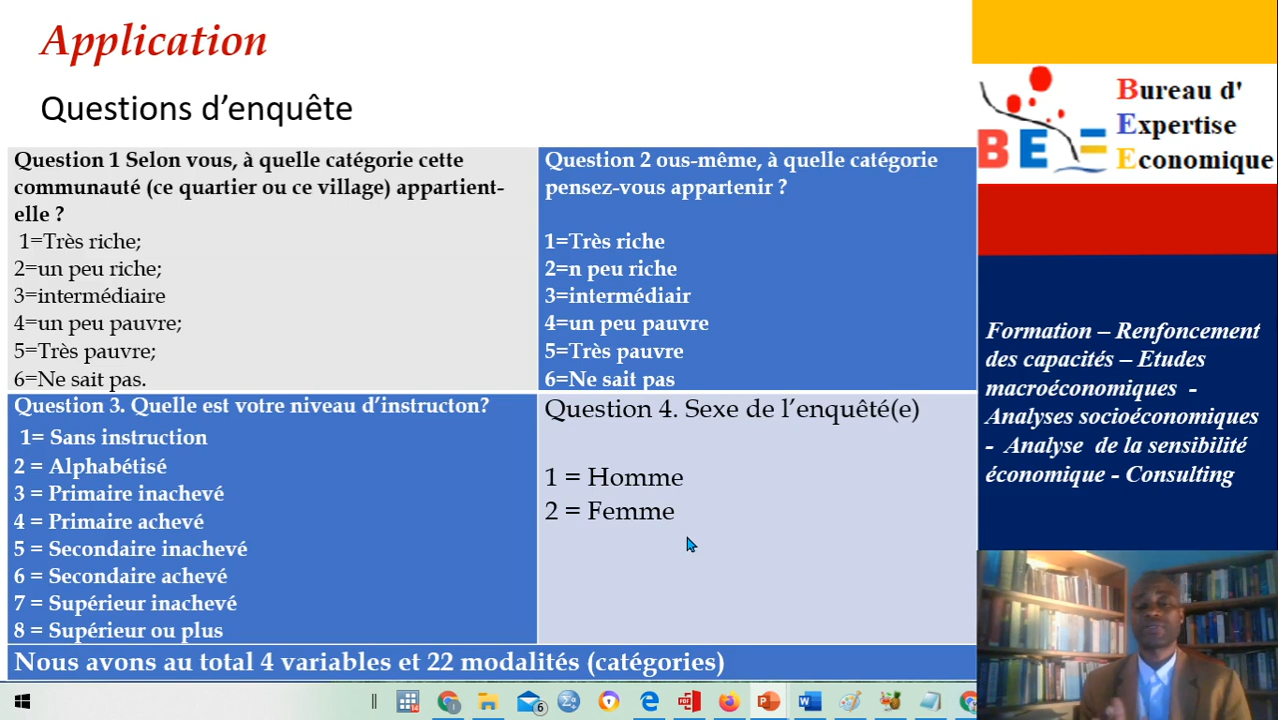 Application
Questions d'enquête
Question 1 Selon vous, à quelle catégorie cette
communauté (ce quartier ou ce village) appartient-
elle ?
1=Très riche;
2=un peu riche;
3=intermédiaire
4=un peu pauvre;
5=Très pauvre;
6=Ne sait pas.
Question 2 ous-même, à quelle catégorie
pensez-vous appartenir ?
1=Très riche
2=n peu riche
3=intermédiair
4=un peu pauvre
5=Très pauvre
6=Ne sait pas
Question 3. Quelle est votre niveau d'instructon?
1= Sans instruction
2 = Alphabétisé
3 = Primaire inachevé
4 = Primaire achevé
5 = Secondaire inachevé
6 = Secondaire achevé
7 = Supérieur inachevé
8 = Supérieur ou plus
Question 4. Sexe de l'enquêté(e)
1 = Homme
2 = Femme
Nous avons au total 4 variables et 22 modalités (catégories)
BE
Bureau d'
Expertise
Economique
Formation – Renfoncement
des capacités – Etudes
macroéconomiques -
Analyses socioéconomiques
- Analyse de la sensibilité
économique - Consulting
6